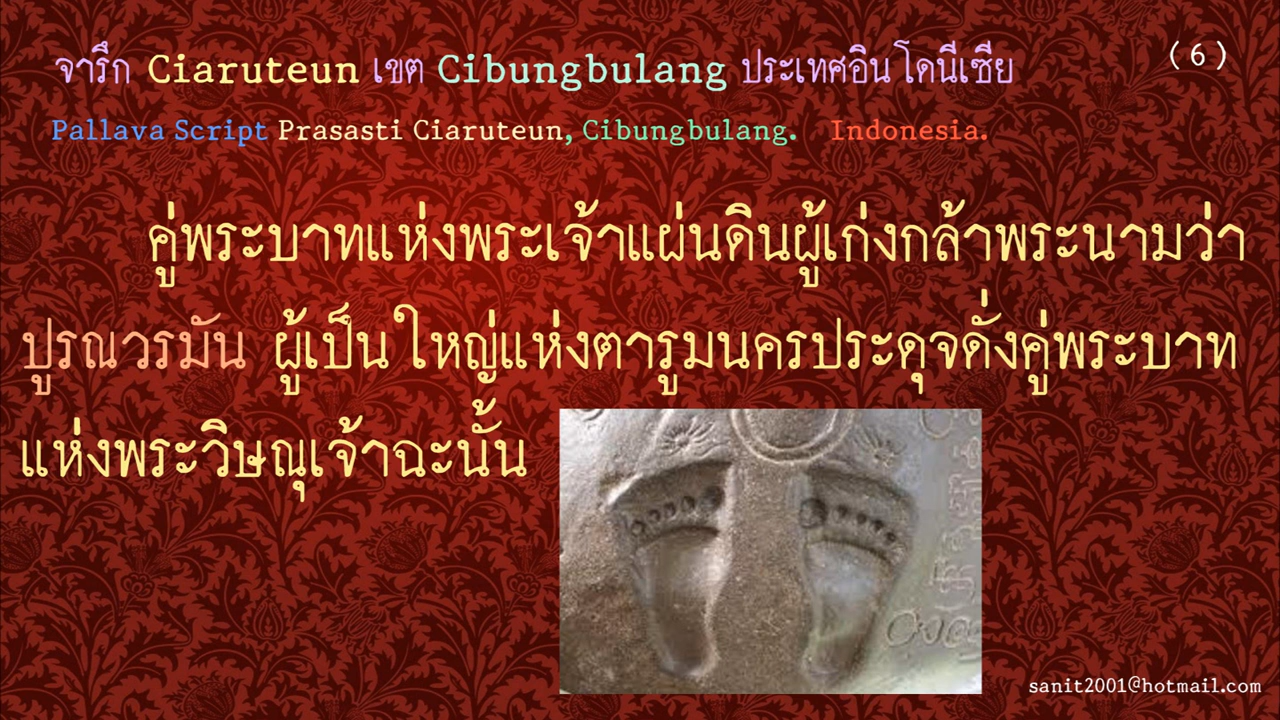 จารึก Ciaruteun เขต Cibungbulang ประเทศอินโดนีเซีย
( 6 )
Pallava Script Prasasti Ciaruteun, Cibungbulang. Indonesia.
คู่พระบาทแห่งพระเจ้าแผ่นดินผู้เก่งกล้าพระนามว่า
ปูรณวรมัน ผู้เป็นใหญ่แห่งตารูมนครประดุจดั่งคู่พระบาท
แห่งพระวิษณุเจ้าฉะนั้น
sanit2001@hotmail.com